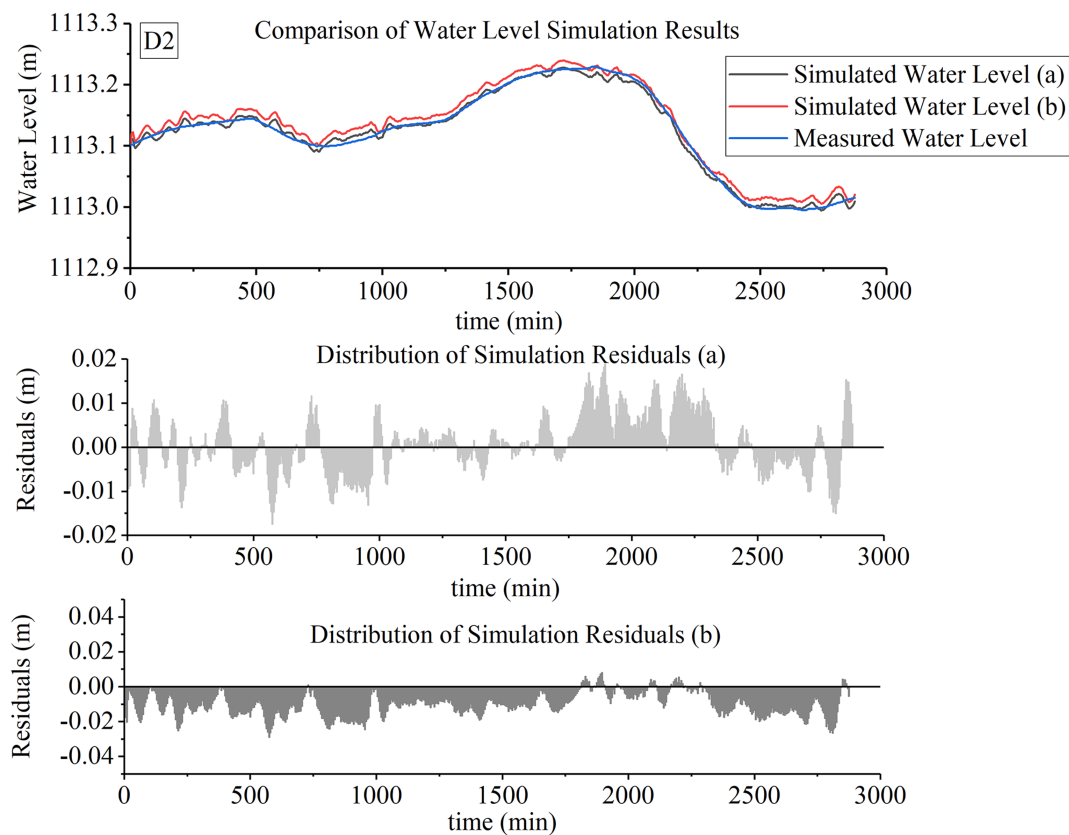 D2
Comparison of Water Level Simulation Results
Water Level (m)
1113.3
1113.2
1113.1
1113.0
1112.9
Simulated Water Level (a)
Simulated Water Level (b)
Measured Water Level
0 500 1000 1500 2000 2500 3000
time (min)
Distribution of Simulation Residuals (a)
Residuals (m)
0.02
0.01
0.00
-0.01
-0.02
0 500 1000 1500 2000 2500 3000
time (min)
Distribution of Simulation Residuals (b)
Residuals (m)
0.04
0.02
0.00
-0.02
-0.04
0 500 1000 1500 2000 2500 3000
time (min)